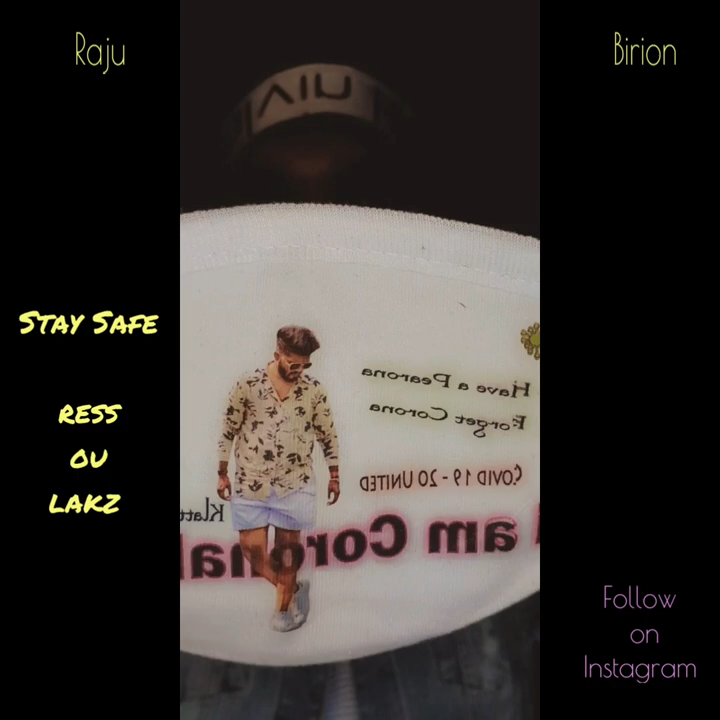 Raju
Birion
STAY SAFE
RESS
OU
LAKZ
Have a Pearona
Forget Corona
COVID 19 - 20 UNITED
I am Corona
Follow
on
Instagram